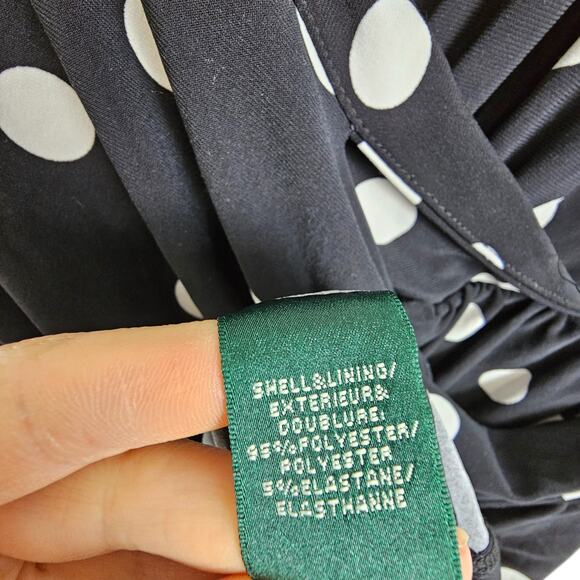 SHELL&LINING/
EXTERIEUR&
DOUBLURE:
95%POLYESTER/
POLYESTER
5%ELASTANE/
ELASTHANNE